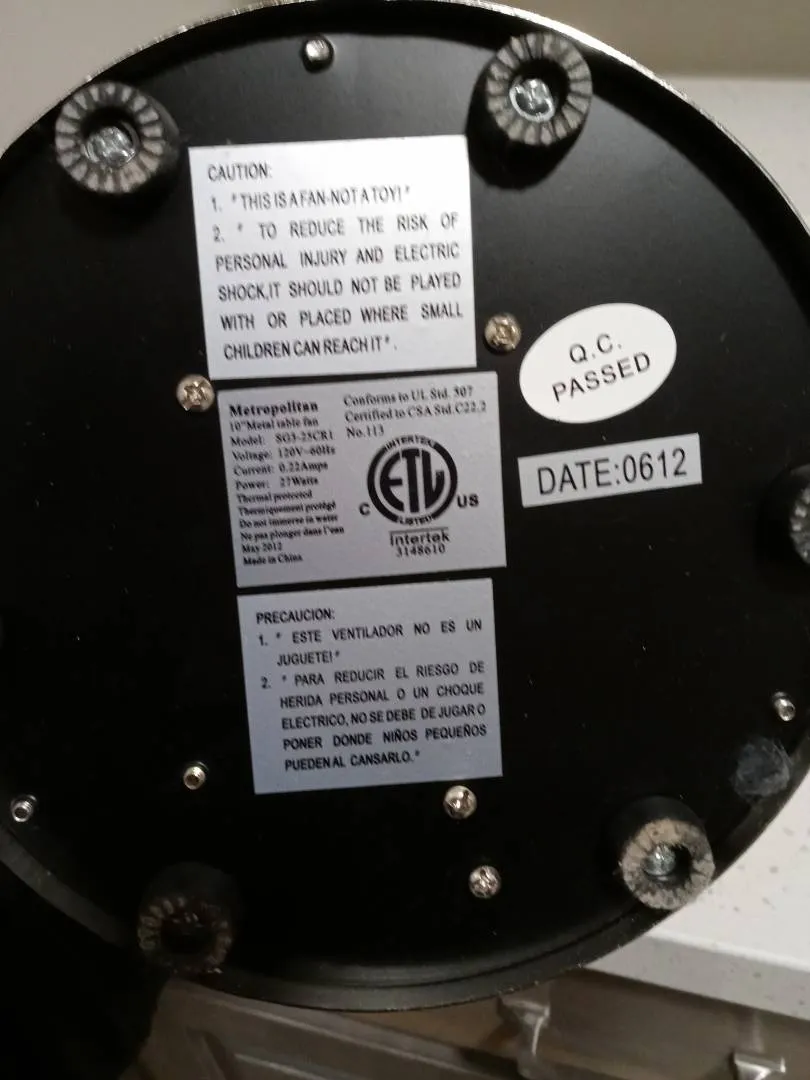 CAUTION:
1. "THIS IS A FAN-NOT A TOY!"
2. " TO REDUCE THE RISK OF
PERSONAL INJURY AND ELECTRIC
SHOCK,IT SHOULD NOT BE PLAYED
WITH OR PLACED WHERE SMALL
CHILDREN CAN REACH IT".
Q.C.
PASSED
Metropolitan
10"Metal table fan
Model: SG3-25CR1
Voltage: 120V~60Hz
Current: 0.22Amps
Power: 27Watts
Thermal protected
Thermiquement protégé
Do not immerse in water
Ne pas plonger dans l'eau
May 2012
Made in China
Conforms to UL Std. 507
Certified to CSA Std.C22.2
No.113
INTERTEK
ETL
C US
LISTED
Intertek
3148610
DATE:0612
PRECAUCION:
1. " ESTE VENTILADOR NO ES UN
JUGUETE!"
2. " PARA REDUCIR EL RIESGO DE
HERIDA PERSONAL O UN CHOQUE
ELECTRICO, NO SE DEBE DE JUGAR O
PONER DONDE NIÑOS PEQUEÑOS
PUEDEN AL CANSARLO."